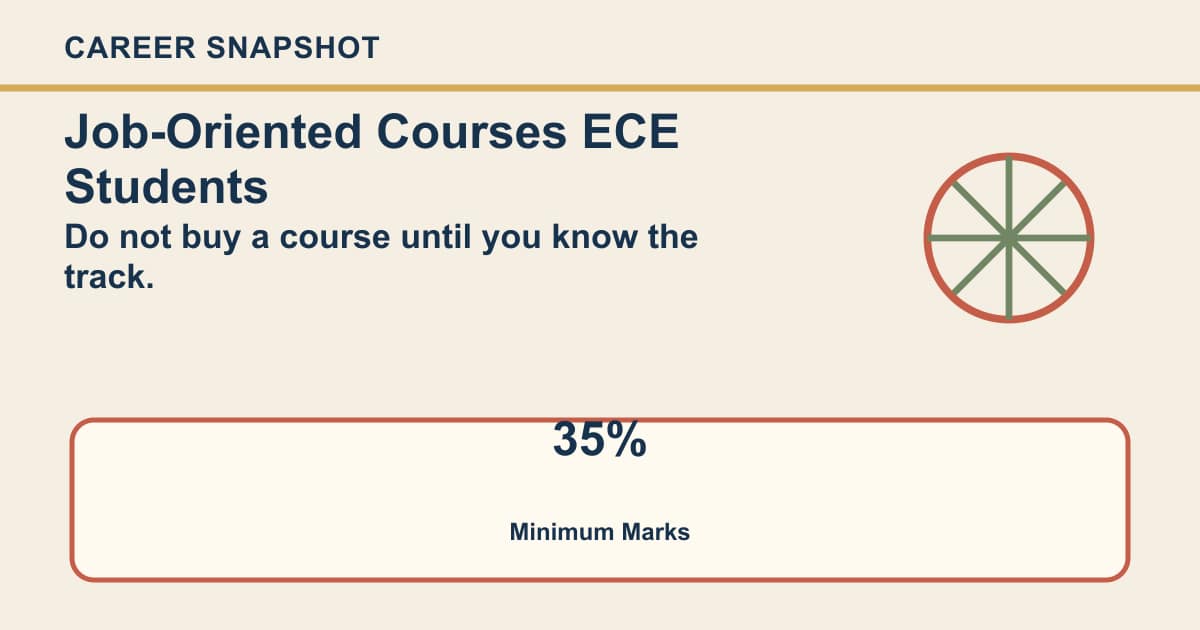 CAREER SNAPSHOT
Job-Oriented Courses ECE
Students
Do not buy a course until you know the
track.
35%
Minimum Marks